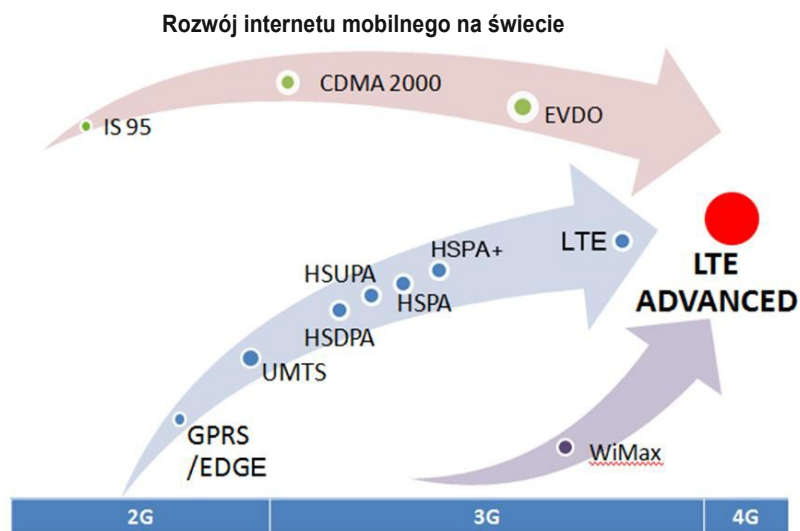 Rozwój internetu mobilnego na świecie
CDMA 2000
EVDO
IS 95
HSPA+
LTE
HSUPA
HSPA
HSDPA
UMTS
GPRS
/EDGE
LTE
ADVANCED
WiMax
2G
3G
4G